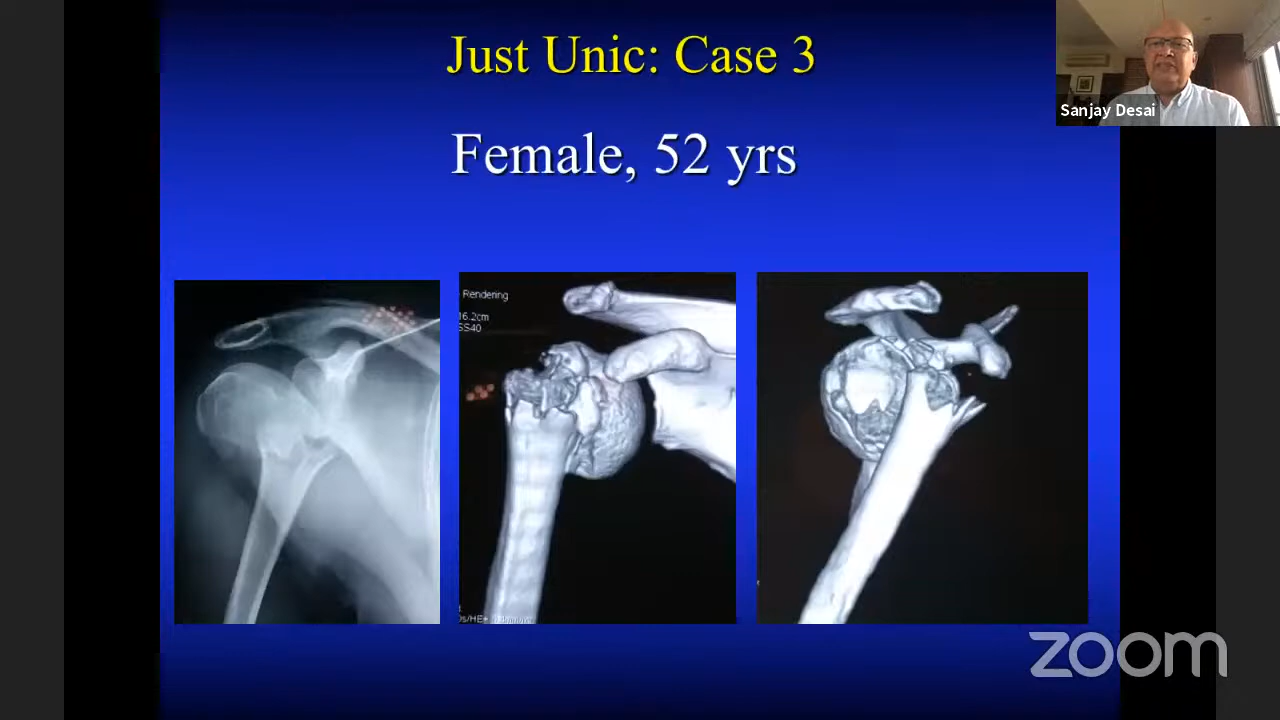 Just Unic: Case 3
Sanjay Desai
Female, 52 yrs
Rendering
16.2cm
SS40
zoom